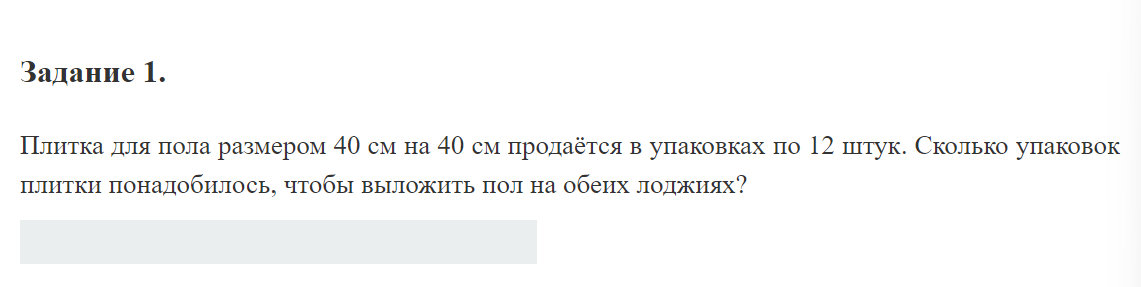 Задание 1.
Плитка для пола размером 40 см на 40 см продаётся в упаковках по 12 штук. Сколько упаковок
плитки понадобилось, чтобы выложить пол на обеих лоджиях?